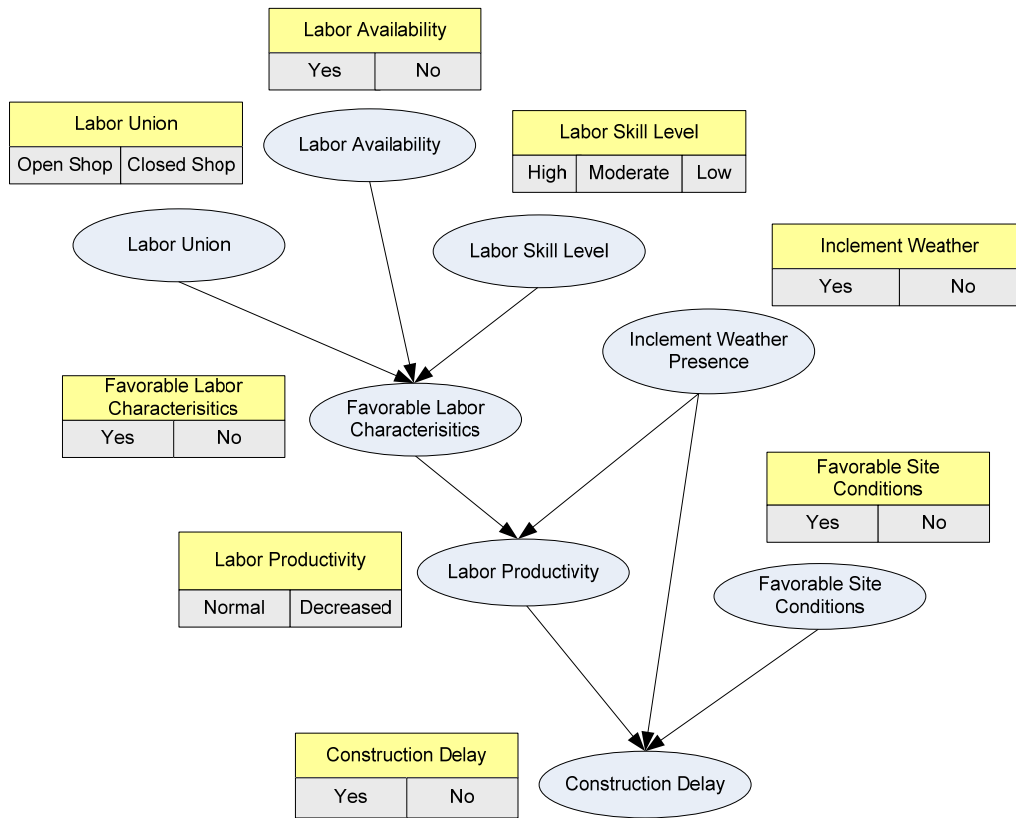 Labor Availability
Yes No
Labor Union
Open Shop Closed Shop
Labor Availability
Labor Skill Level
High Moderate Low
Labor Union
Labor Skill Level
Inclement Weather
Yes No
Inclement Weather
Presence
Favorable Labor
Characterisitics
Yes No
Favorable Labor
Characterisitics
Favorable Site
Conditions
Yes No
Labor Productivity
Normal Decreased
Labor Productivity
Favorable Site
Conditions
Construction Delay
Yes No
Construction Delay